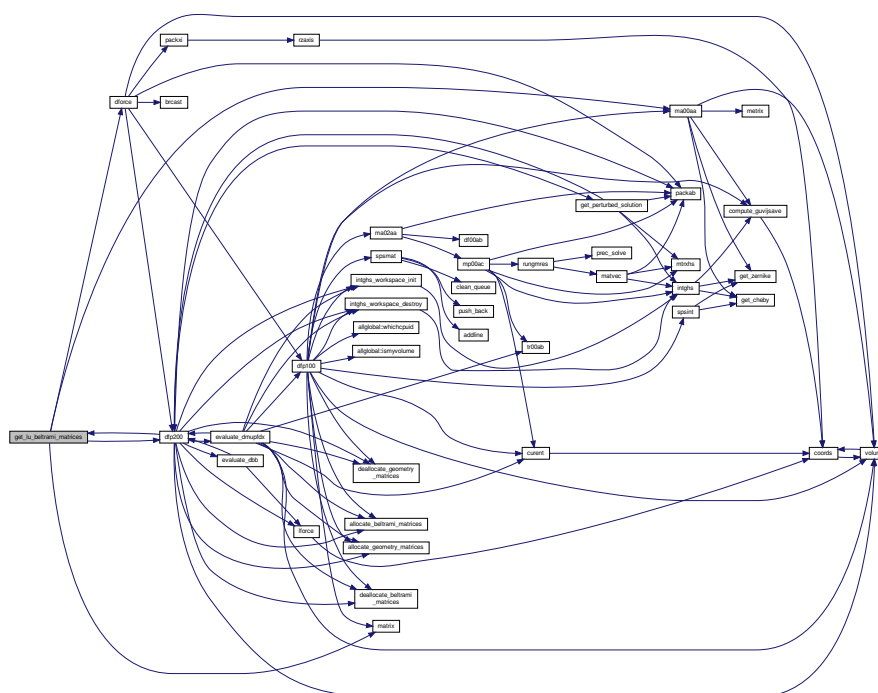 packxi
rzaxis
dforce
brcast
ma00aa
metrix
packab
get_perturbed_solution
compute_guvijsave
ma02aa
df00ab
spsmat
mp00ac
rungmres
prec_solve
matvec
mtrxhs
get_zernike
intghs_workspace_init
clean_queue
intghs
get_cheby
intghs_workspace_destroy
push_back
spsint
allglobal::whichcpuid
addline
allglobal::ismyvolume
tr00ab
dfp100
get_lu_beltrami_matrices
dfp200
evaluate_dmupfdx
curent
coords
evaluate_dbb
deallocate_geometry
_matrices
lforce
allocate_beltrami_matrices
allocate_geometry_matrices
deallocate_beltrami
_matrices
matrix